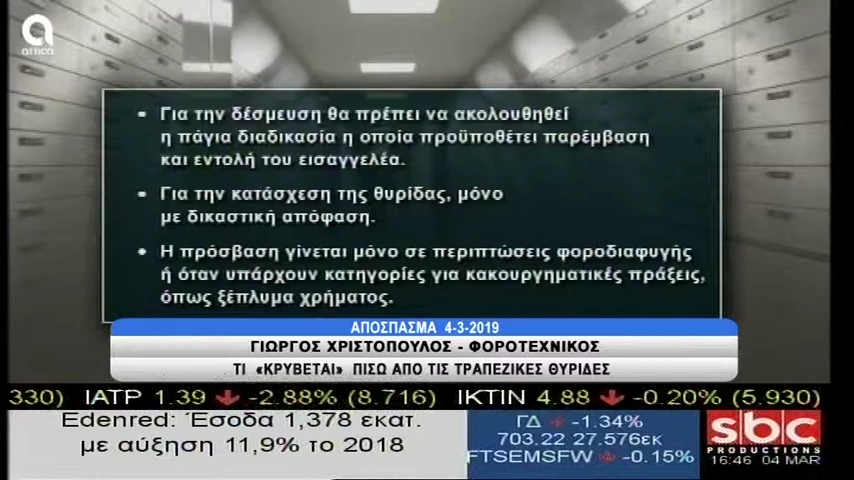 αττιca
Για την δέσμευση θα πρέπει να ακολουθηθεί
η πάγια διαδικασία η οποία προϋποθέτει παρέμβαση
και εντολή του εισαγγελέα.
Για την κατάσχεση της θυρίδας, μόνο
με δικαστική απόφαση.
Η πρόσβαση γίνεται μόνο σε περιπτώσεις φοροδιαφυγής
ή όταν υπάρχουν κατηγορίες για κακουργηματικές πράξεις,
όπως ξέπλυμα χρήματος.
ΑΠΟΣΠΑΣΜΑ 4-3-2019
ΓΙΩΡΓΟΣ ΧΡΙΣΤΟΠΟΥΛΟΣ - ΦΟΡΟΤΕΧΝΙΚΟΣ
ΤΙ «ΚΡΥΒΕΤΑΙ» ΠΙΣΩ ΑΠΟ ΤΙΣ ΤΡΑΠΕΖΙΚΕΣ ΘΥΡΙΔΕΣ
330) ΙΑΤΡ 1.39 -2.88% (8.716) ΙΚΤΙΝ 4.88 -0.20% (5.930)
Edenred: Έσοδα 1,378 εκατ.
με αύξηση 11,9% το 2018
ΓΔ -1.34%
703.22 27.576εκ
FTSEMSFW -0.15%
sbc
PRODUCTIONS
16:46 04 MAR